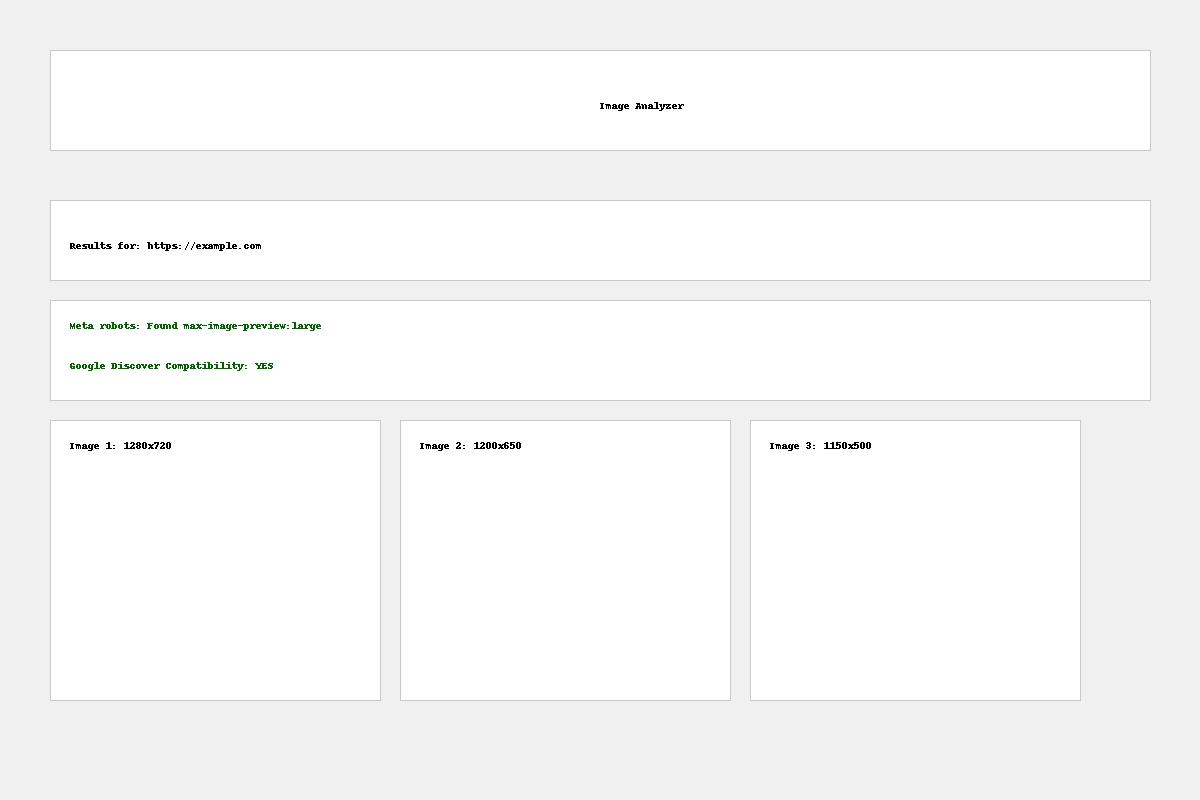 Image Analyzer
Results for: https://example.com
Meta robots: Found max-image-preview:large
Google Discover Compatibility: YES
Image 1: 1280x720
Image 2: 1200x650
Image 3: 1150x500